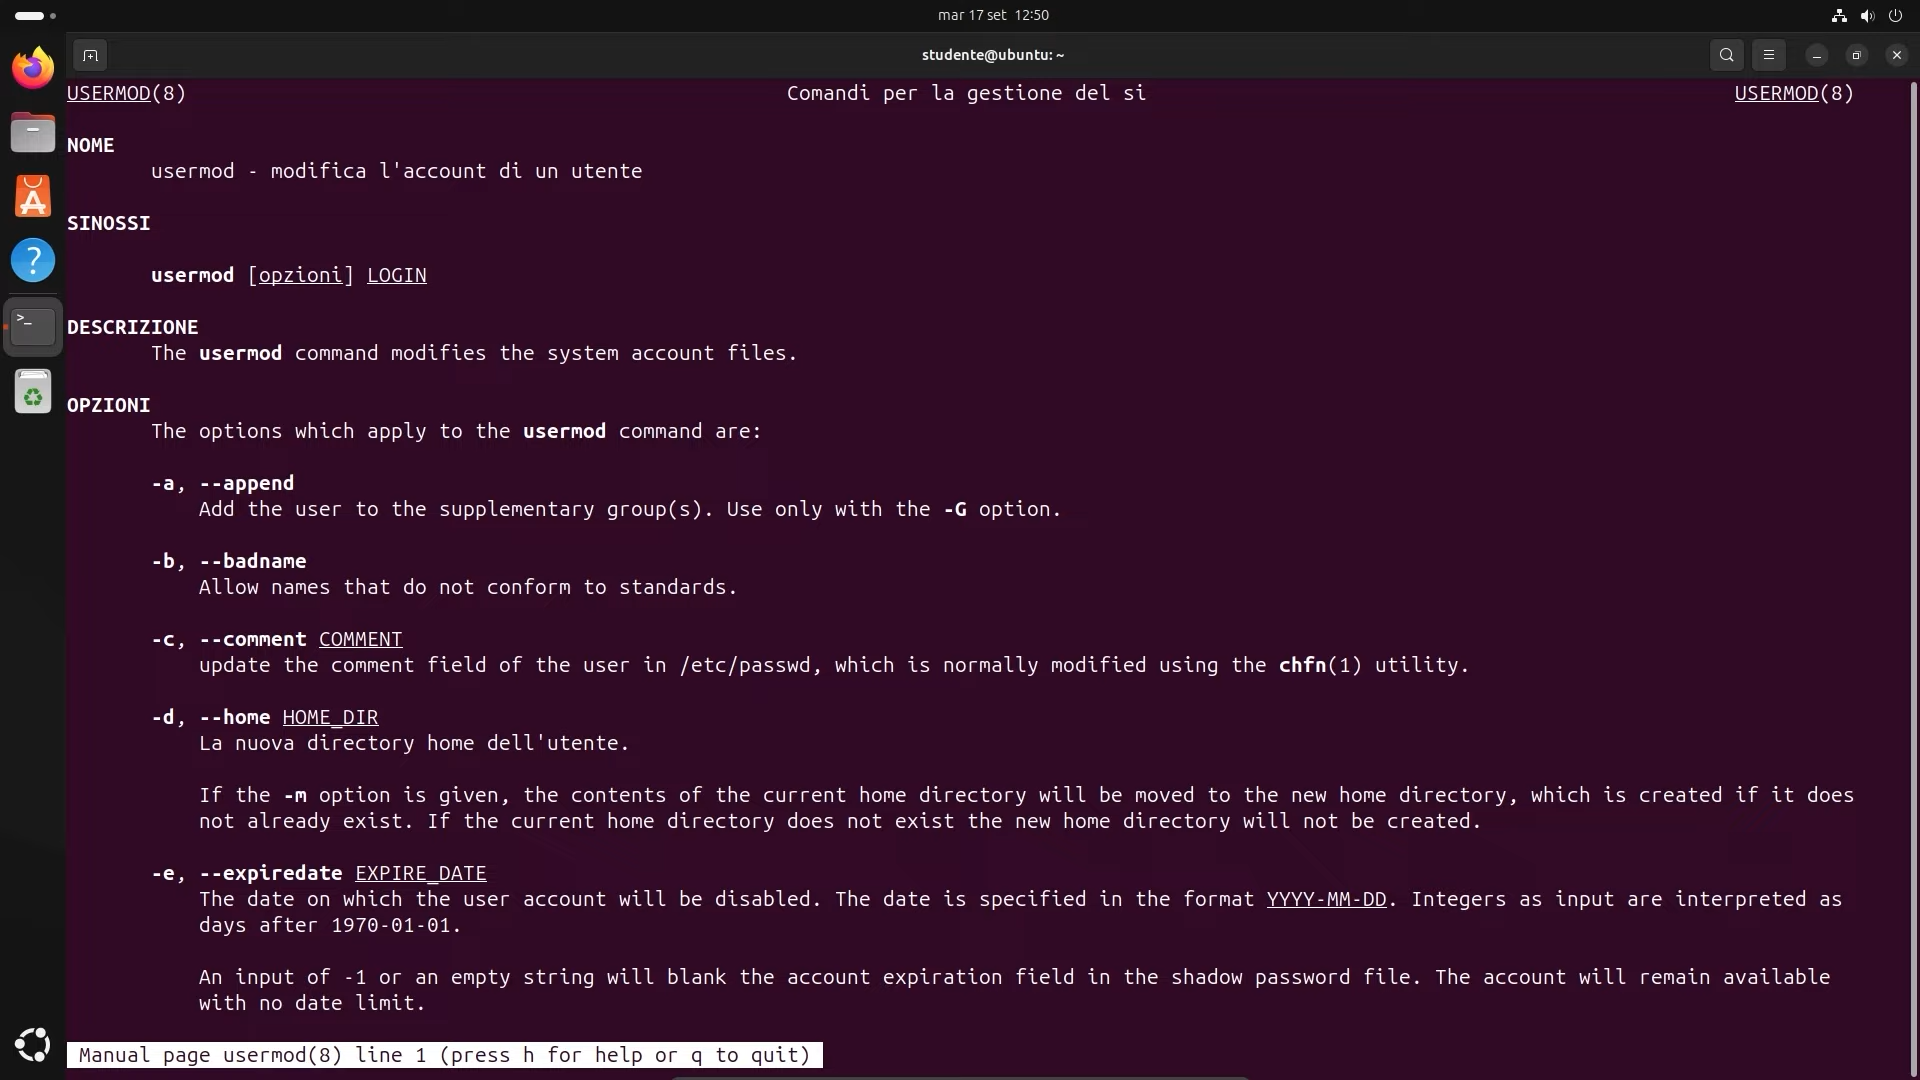 mar 17 set 12:50
studente@ubuntu: ~
USERMOD(8) Comandi per la gestione del si USERMOD(8)
NOME
usermod - modifica l'account di un utente
SINOSSI
usermod [opzioni] LOGIN
DESCRIZIONE
The usermod command modifies the system account files.
OPZIONI
The options which apply to the usermod command are:
-a, --append
Add the user to the supplementary group(s). Use only with the -G option.
-b, --badname
Allow names that do not conform to standards.
-c, --comment COMMENT
update the comment field of the user in /etc/passwd, which is normally modified using the chfn(1) utility.
-d, --home HOME_DIR
La nuova directory home dell'utente.
If the -m option is given, the contents of the current home directory will be moved to the new home directory, which is created if it does
not already exist. If the current home directory does not exist the new home directory will not be created.
-e, --expiredate EXPIRE_DATE
The date on which the user account will be disabled. The date is specified in the format YYYY-MM-DD. Integers as input are interpreted as
days after 1970-01-01.
An input of -1 or an empty string will blank the account expiration field in the shadow password file. The account will remain available
with no date limit.
Manual page usermod(8) line 1 (press h for help or q to quit)